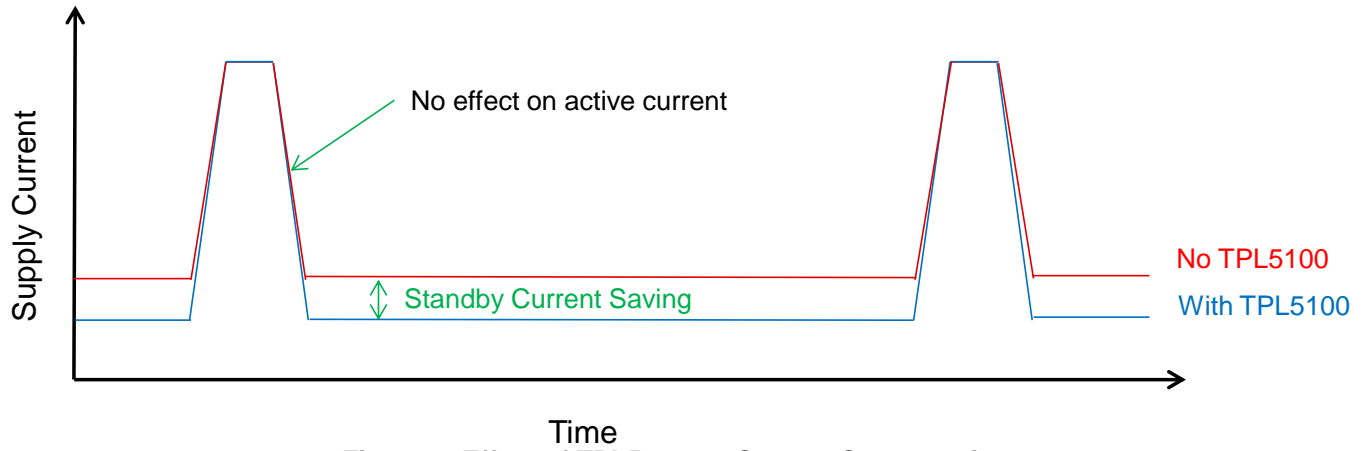 No effect on active current
Supply Current
No TPL5100
Standby Current Saving
With TPL5100
Time